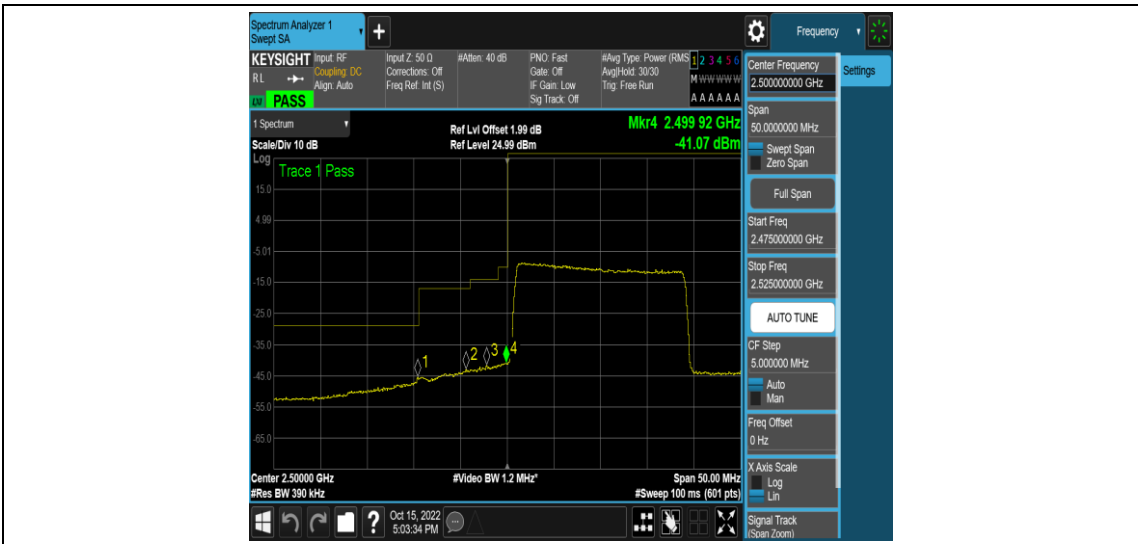 Spectrum Analyzer 1
Swept SA
+
Frequency
KEYSIGHT
RL
Input: RF
Coupling: DC
Align: Auto
Input Z: 50 Ω
Corrections: Off
Freq Ref: Int (S)
#Atten: 40 dB
PNO: Fast
Gate: Off
IF Gain: Low
Sig Track: Off
#Avg Type: Power (RMS
Avg|Hold: 30/30
Trig: Free Run
1 2 3 4 5 6
M W W W W W
A A A A A A
LXI PASS
1 Spectrum
Scale/Div 10 dB
Ref Lvl Offset 1.99 dB
Ref Level 24.99 dBm
Mkr4 2.499 92 GHz
-41.07 dBm
Log
Trace 1 Pass
15.0
4.99
-5.01
-15.0
-25.0
-35.0
-45.0
-55.0
-65.0
1
2
3
4
Center 2.50000 GHz
#Res BW 390 kHz
#Video BW 1.2 MHz*
Span 50.00 MHz
#Sweep 100 ms (601 pts)
Center Frequency
2.500000000 GHz
Settings
Span
50.0000000 MHz
Swept Span
Zero Span
Full Span
Start Freq
2.475000000 GHz
Stop Freq
2.525000000 GHz
AUTO TUNE
CF Step
5.000000 MHz
Auto
Man
Freq Offset
0 Hz
X Axis Scale
Log
Lin
Signal Track
(Span Zoom)
?
Oct 15, 2022
5:03:34 PM